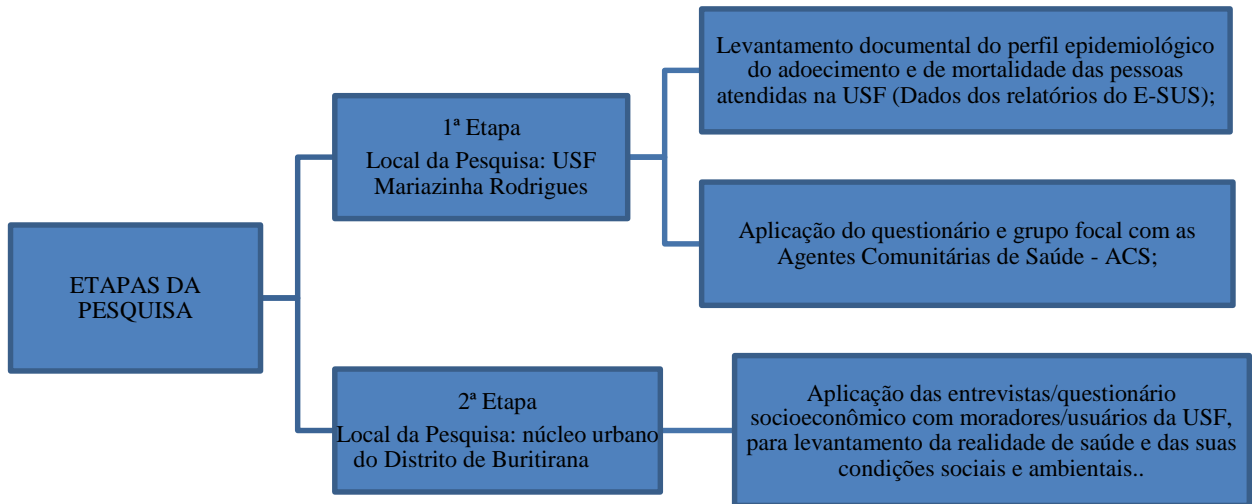 ETAPAS DA
PESQUISA
1ª Etapa
Local da Pesquisa: USF
Mariazinha Rodrigues
Levantamento documental do perfil epidemiológico
do adoecimento e de mortalidade das pessoas
atendidas na USF (Dados dos relatórios do E-SUS);
Aplicação do questionário e grupo focal com as
Agentes Comunitárias de Saúde - ACS;
2ª Etapa
Local da Pesquisa: núcleo urbano
do Distrito de Buritirana
Aplicação das entrevistas/questionário
socioeconômico com moradores/usuários da USF,
para levantamento da realidade de saúde e das suas
condições sociais e ambientais..